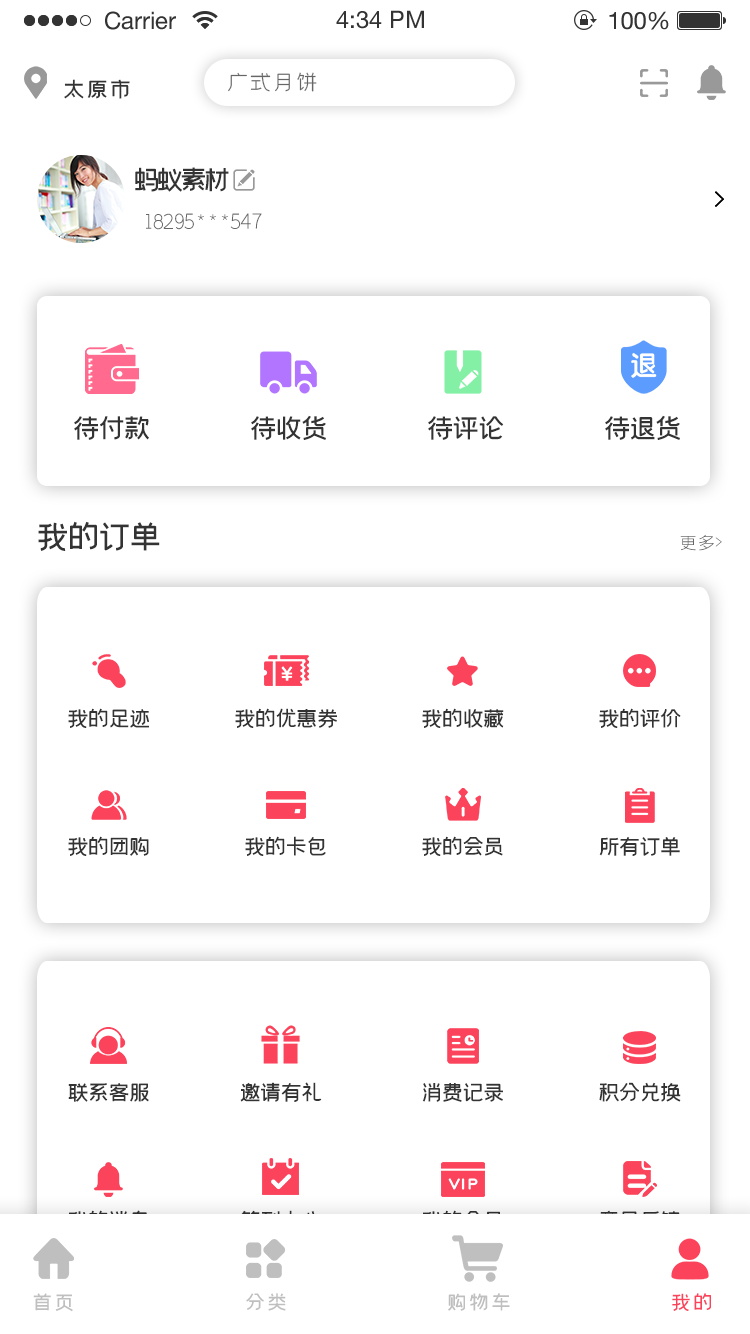 Carrier 4:34 PM 100%
太原市 广式月饼
蚂蚁素材
18295***547
退
待付款 待收货 待评论 待退货
我的订单 更多>
¥
我的足迹 我的优惠券 我的收藏 我的评价
我的团购 我的卡包 我的会员 所有订单
联系客服 邀请有礼 消费记录 积分兑换
VIP
首页 分类 购物车 我的